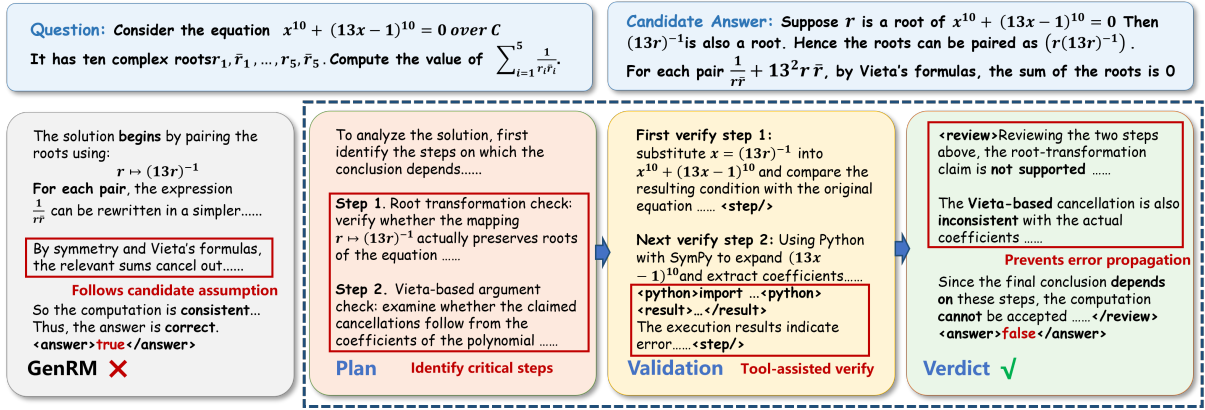 Question: Consider the equation x¹⁰ + (13x − 1)¹⁰ = 0 over C
It has ten complex roots r₁, r̄₁, …, r₅, r̄₅. Compute the value of ∑⁵ᵢ₌₁ 1/(rᵢr̄ᵢ).
Candidate Answer: Suppose r is a root of x¹⁰ + (13x − 1)¹⁰ = 0 Then
(13r)⁻¹ is also a root. Hence the roots can be paired as (r(13r)⁻¹) .
For each pair 1/(rr̄) + 13²r r̄, by Vieta's formulas, the sum of the roots is 0
The solution begins by pairing the
roots using:
r ↦ (13r)⁻¹
For each pair, the expression
1/(rr̄) can be rewritten in a simpler......
By symmetry and Vieta's formulas,
the relevant sums cancel out......
Follows candidate assumption
So the computation is consistent...
Thus, the answer is correct.
<answer>true</answer>
GenRM ✕
To analyze the solution, first
identify the steps on which the
conclusion depends......
Step 1. Root transformation check:
verify whether the mapping
r ↦ (13r)⁻¹ actually preserves roots
of the equation ......
Step 2. Vieta-based argument
check: examine whether the claimed
cancellations follow from the
coefficients of the polynomial ......
Plan
Identify critical steps
First verify step 1:
substitute x = (13r)⁻¹ into
x¹⁰ + (13x − 1)¹⁰ and compare the
resulting condition with the original
equation ...... <step/>
Next verify step 2: Using Python
with SymPy to expand (13x
− 1)¹⁰and extract coefficients......
<python>import ...<python>
<result>...</result>
The execution results indicate
error......<step/>
Validation
Tool-assisted verify
<review>Reviewing the two steps
above, the root-transformation
claim is not supported ......
The Vieta-based cancellation is also
inconsistent with the actual
coefficients ......
Prevents error propagation
Since the final conclusion depends
on these steps, the computation
cannot be accepted ......</review>
<answer>false</answer>
Verdict √